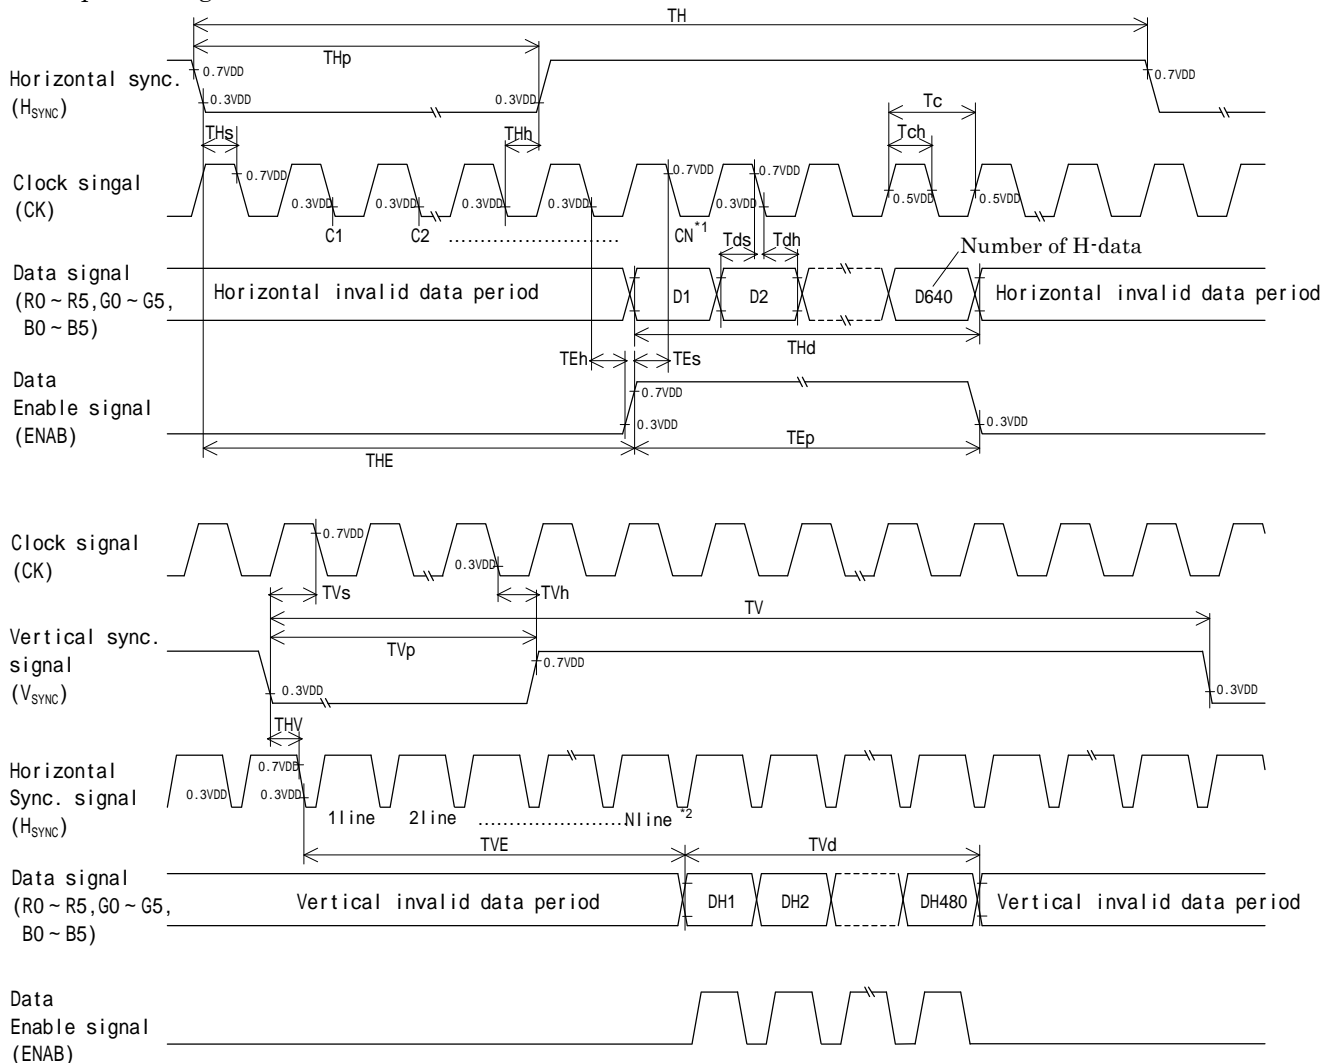 TH
THp
Horizontal sync.
(HSYNC)
0.7VDD
0.3VDD
0.3VDD
0.7VDD
THs
THh
Tc
Tch
Clock singal
(CK)
0.7VDD
0.3VDD
0.3VDD
0.3VDD
0.3VDD
0.7VDD
0.3VDD
0.7VDD
0.5VDD
0.5VDD
C1
C2
..........................
CN*1
Tds
Tdh
Number of H-data
Data signal
(R0~R5,G0~G5,
B0~B5)
Horizontal invalid data period
D1
D2
D640
Horizontal invalid data period
THd
TEh
TEs
Data
Enable signal
(ENAB)
0.7VDD
0.3VDD
0.3VDD
THE
TEp
Clock signal
(CK)
0.7VDD
0.3VDD
TVs
TVh
TV
Vertical sync.
signal
(VSYNC)
TVp
0.3VDD
0.7VDD
0.3VDD
THV
Horizontal
Sync. signal
(HSYNC)
0.3VDD
0.7VDD
0.3VDD
1line
2line
.......................Nline*2
TVE
TVd
Data signal
(R0~R5,G0~G5,
B0~B5)
Vertical invalid data period
DH1
DH2
DH480
Vertical invalid data period
Data
Enable signal
(ENAB)